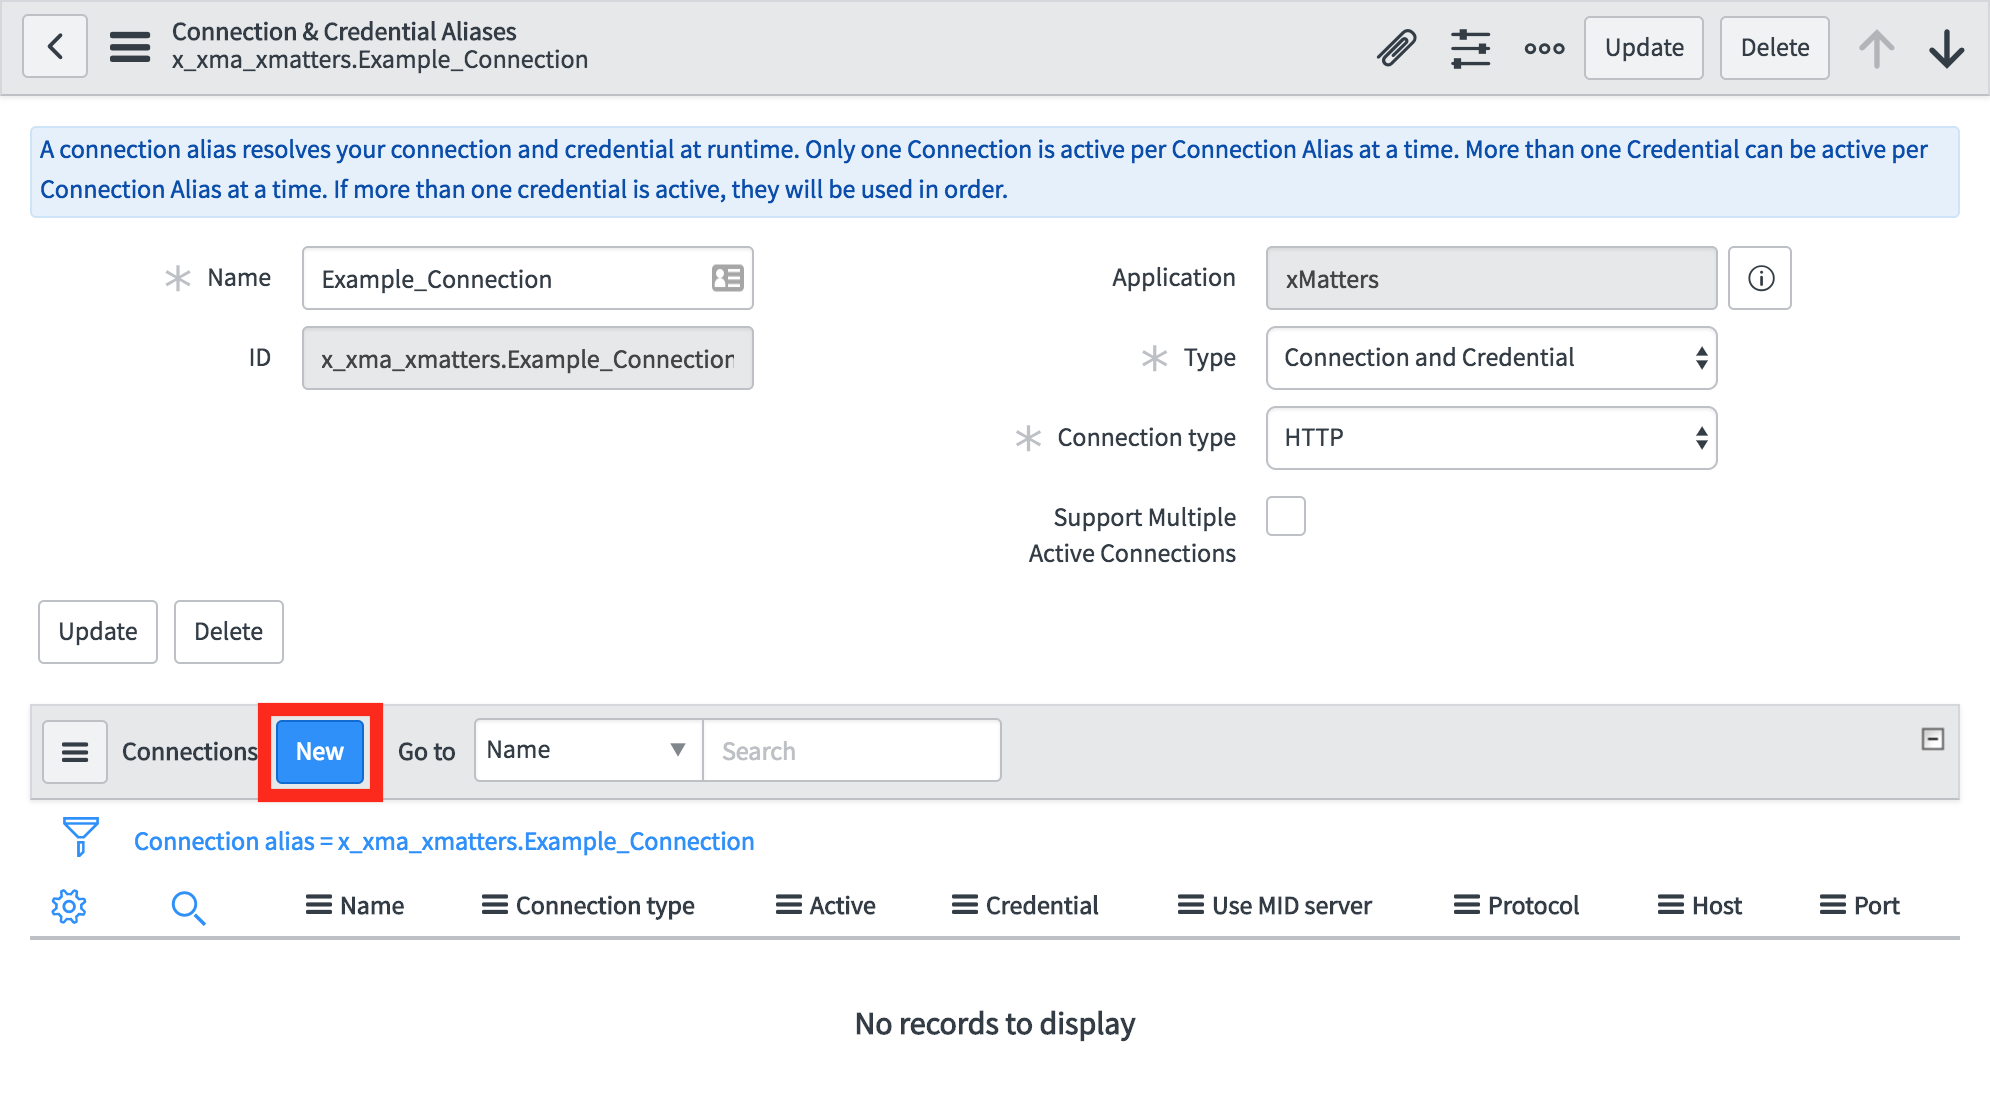 Connection & Credential Aliases
x_xma_xmatters.Example_Connection
Update
Delete
A connection alias resolves your connection and credential at runtime. Only one Connection is active per Connection Alias at a time. More than one Credential can be active per
Connection Alias at a time. If more than one credential is active, they will be used in order.
Name
Example_Connection
ID
x_xma_xmatters.Example_Connection
Application
xMatters
Type
Connection and Credential
Connection type
HTTP
Support Multiple
Active Connections
Update
Delete
Connections
New
Go to
Name
Search
Connection alias = x_xma_xmatters.Example_Connection
Name
Connection type
Active
Credential
Use MID server
Protocol
Host
Port
No records to display